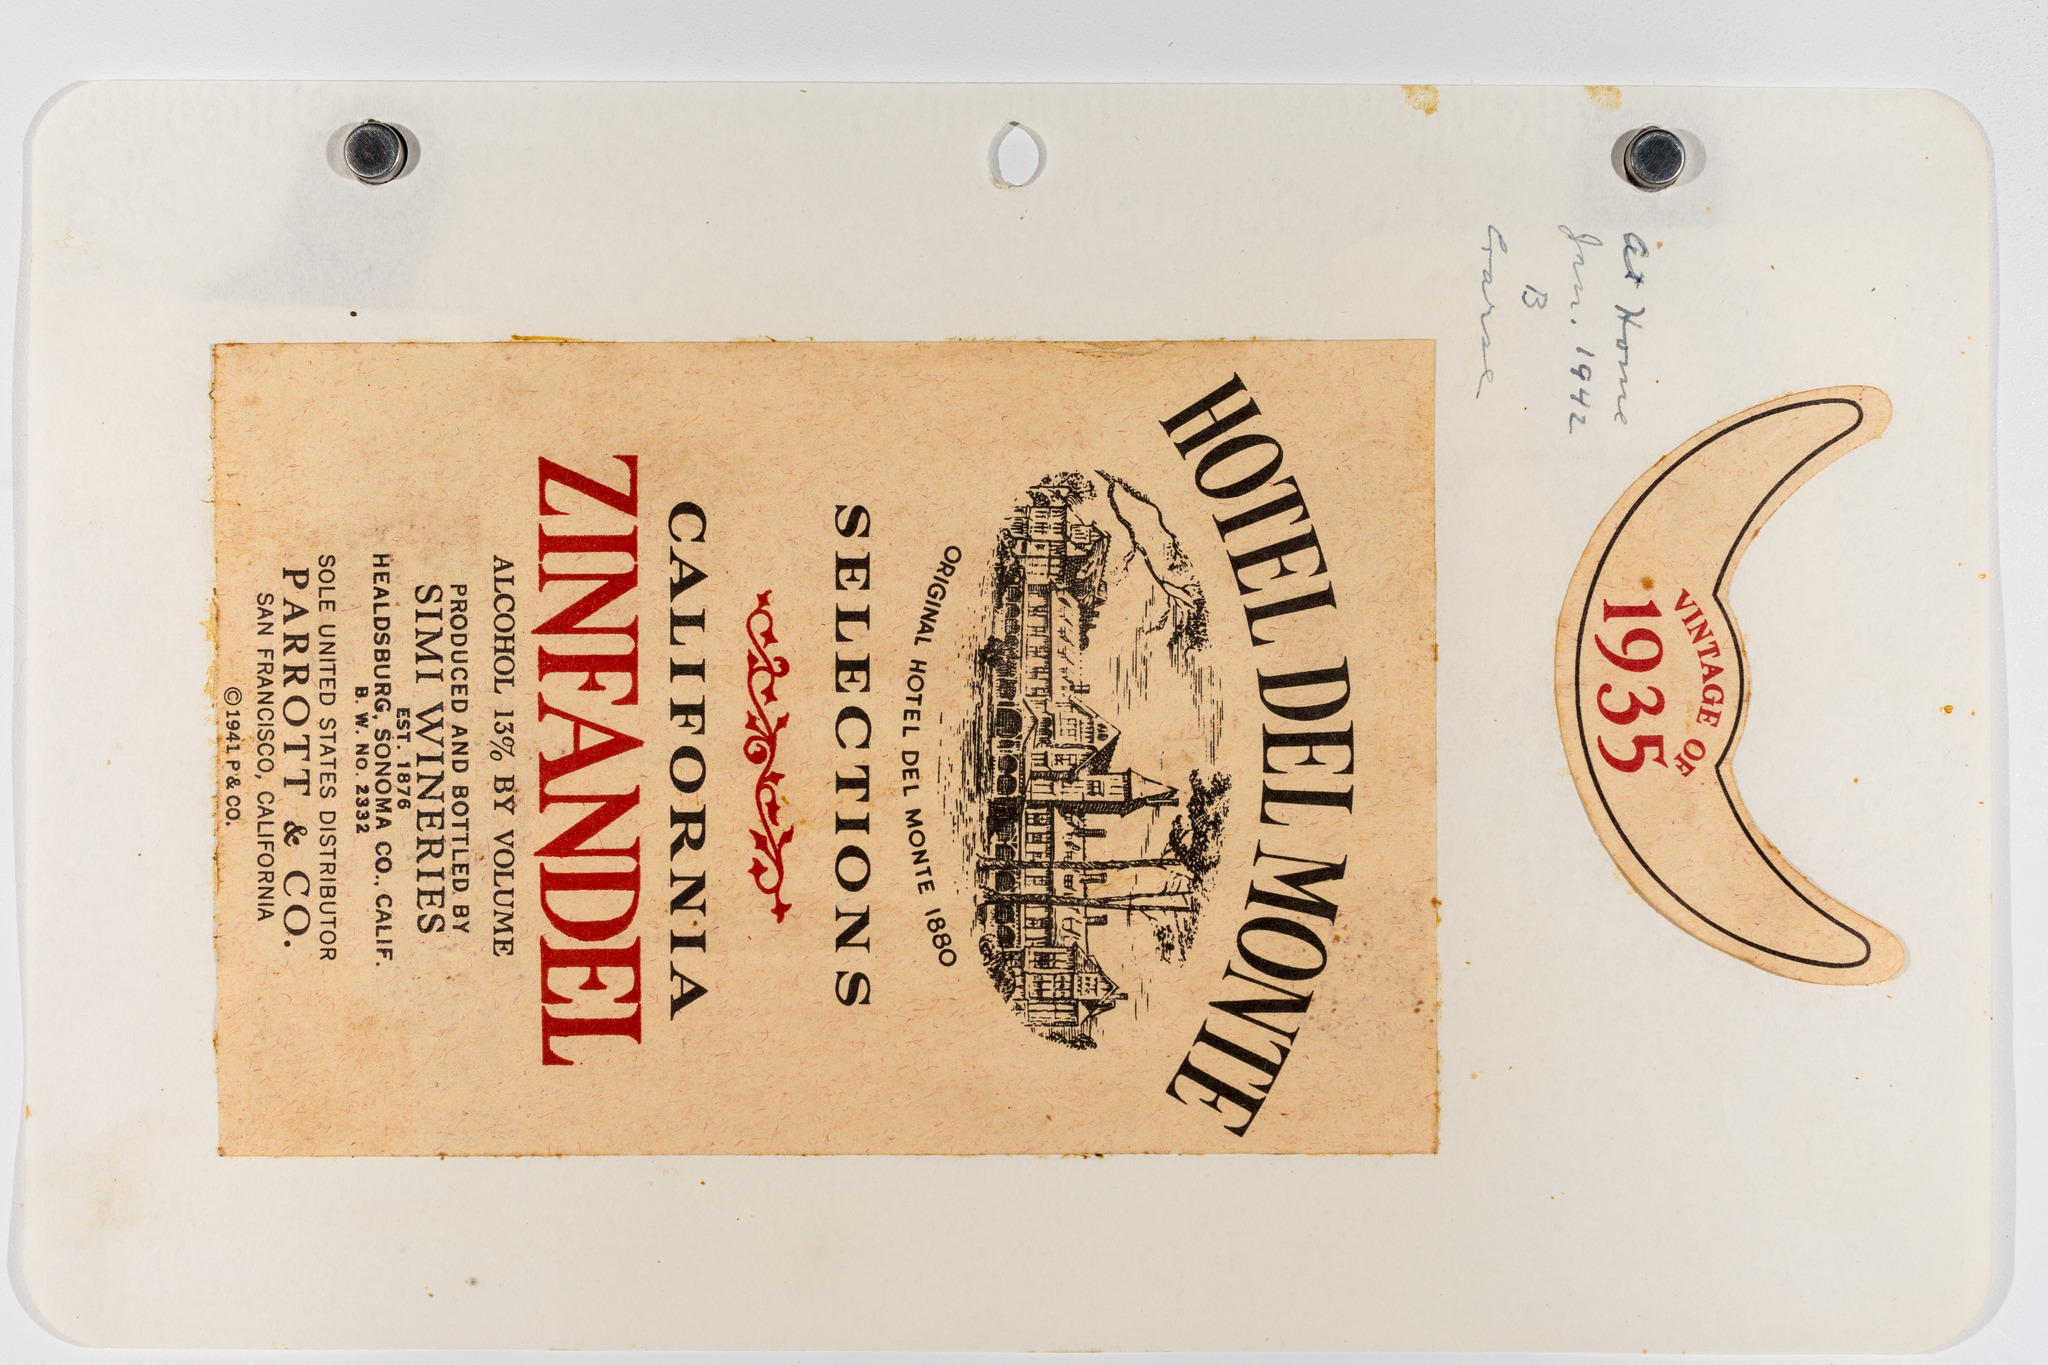 VINTAGE OF
1935
At Home
Jan. 1942
B
Coarse
HOTEL DEL MONTE
ORIGINAL HOTEL DEL MONTE 1880
SELECTIONS
CALIFORNIA
ZINFANDEL
ALCOHOL 13% BY VOLUME
PRODUCED AND BOTTLED BY
SIMI WINERIES
EST. 1876
HEALDSBURG, SONOMA CO., CALIF.
B. W. NO. 2332
SOLE UNITED STATES DISTRIBUTOR
PARROTT & CO.
SAN FRANCISCO, CALIFORNIA
©1941 P & CO.